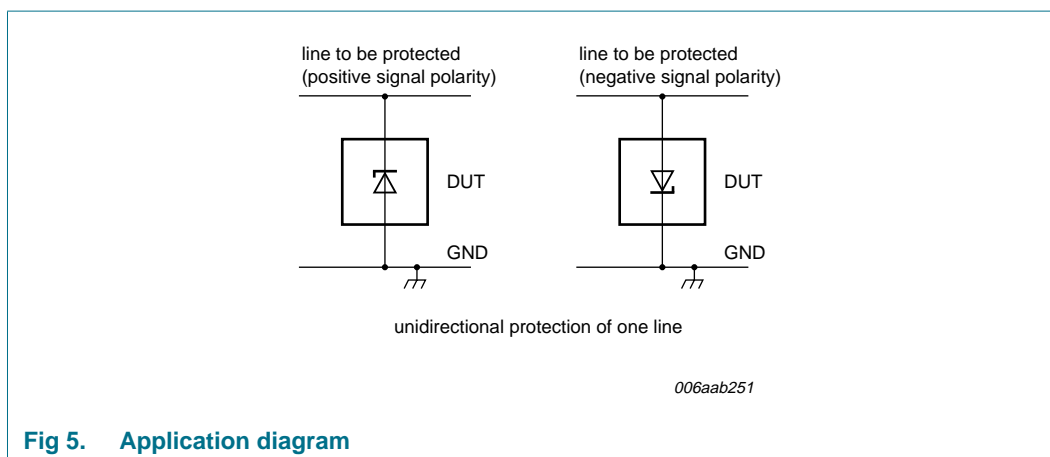 line to be protected
(positive signal polarity)
line to be protected
(negative signal polarity)
DUT
DUT
GND
GND
unidirectional protection of one line
006aab251
Fig 5. Application diagram